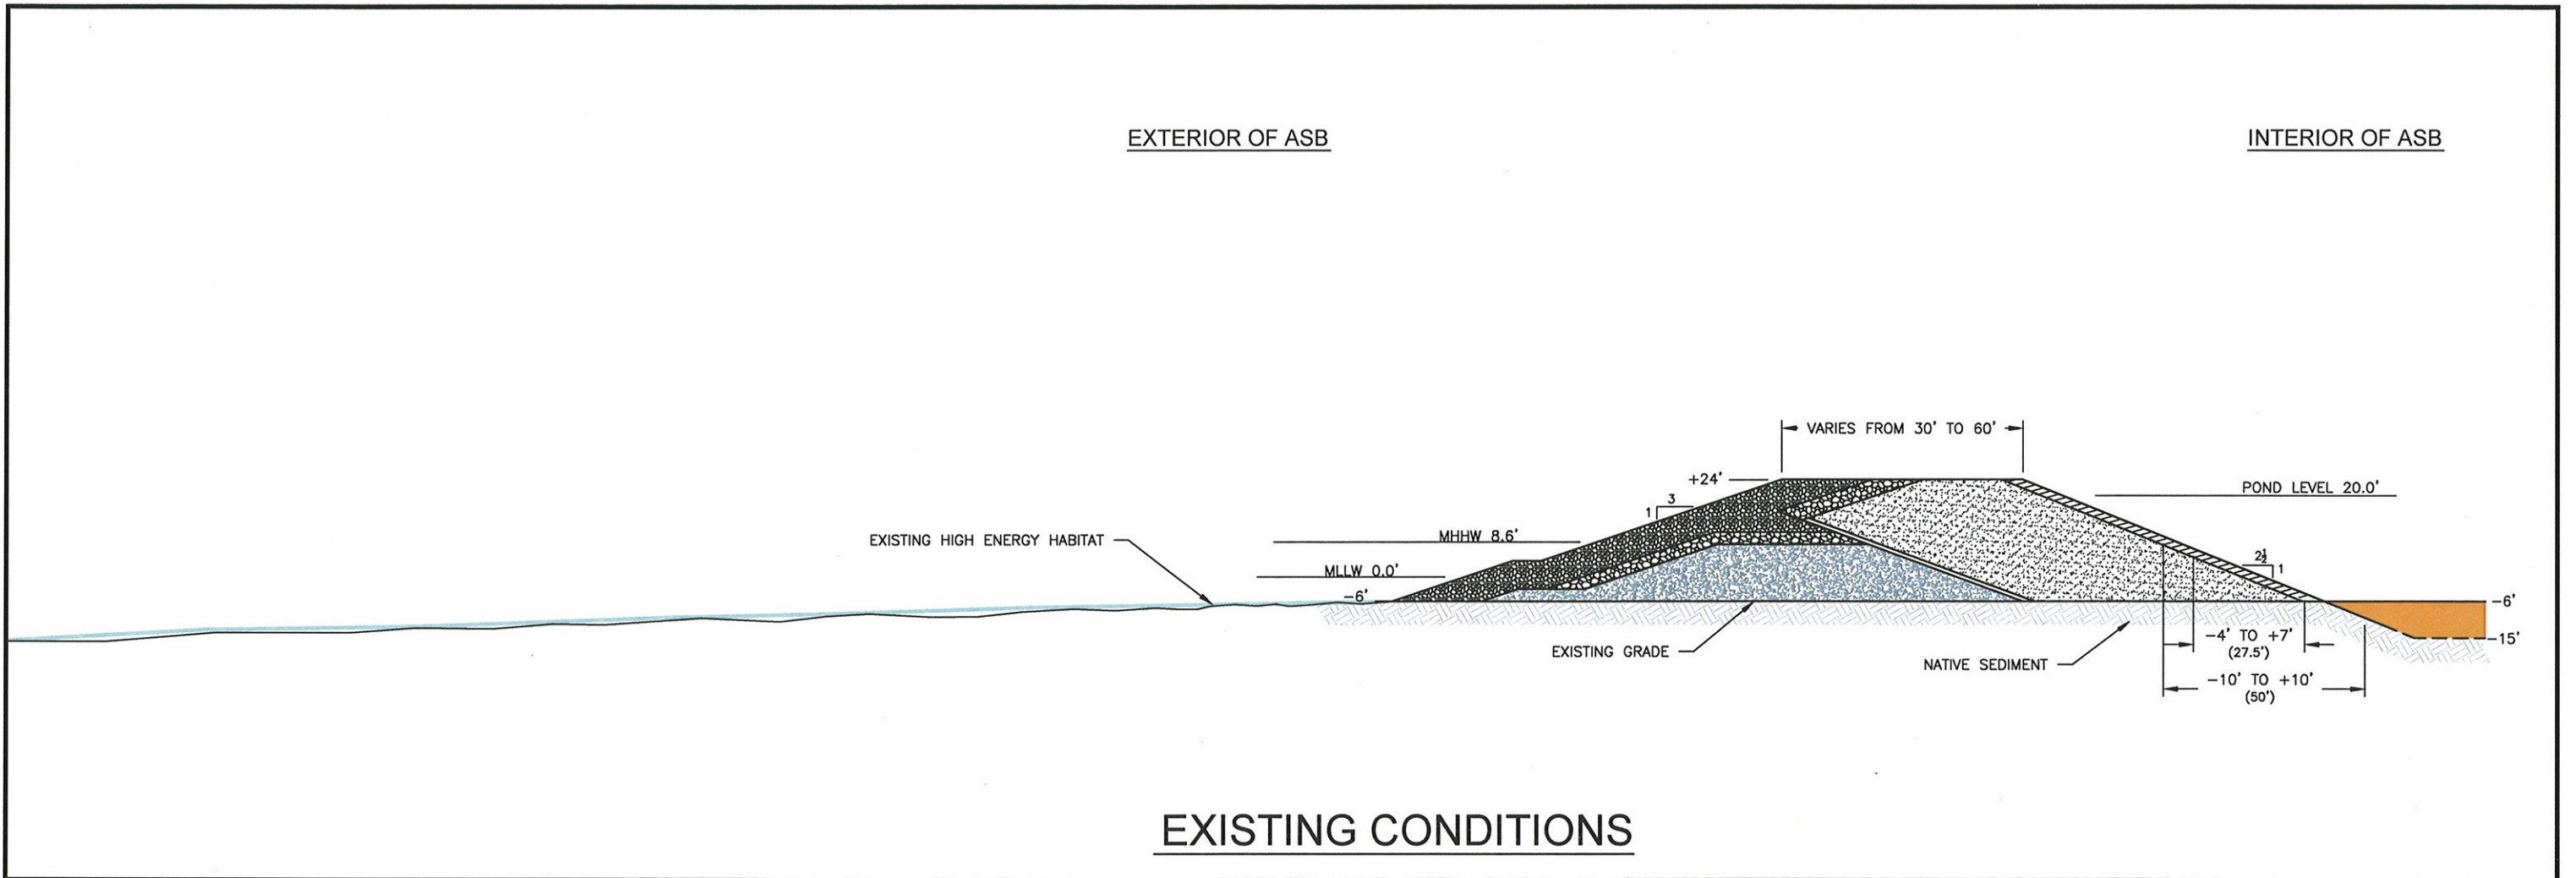 EXTERIOR OF ASB
INTERIOR OF ASB
VARIES FROM 30' TO 60'
+24'
POND LEVEL 20.0'
3
1
MHHW 8.6'
EXISTING HIGH ENERGY HABITAT
MLLW 0.0'
2½
1
-6'
-6'
-15'
-4' TO +7'
(27.5')
EXISTING GRADE
NATIVE SEDIMENT
-10' TO +10'
(50')
EXISTING CONDITIONS